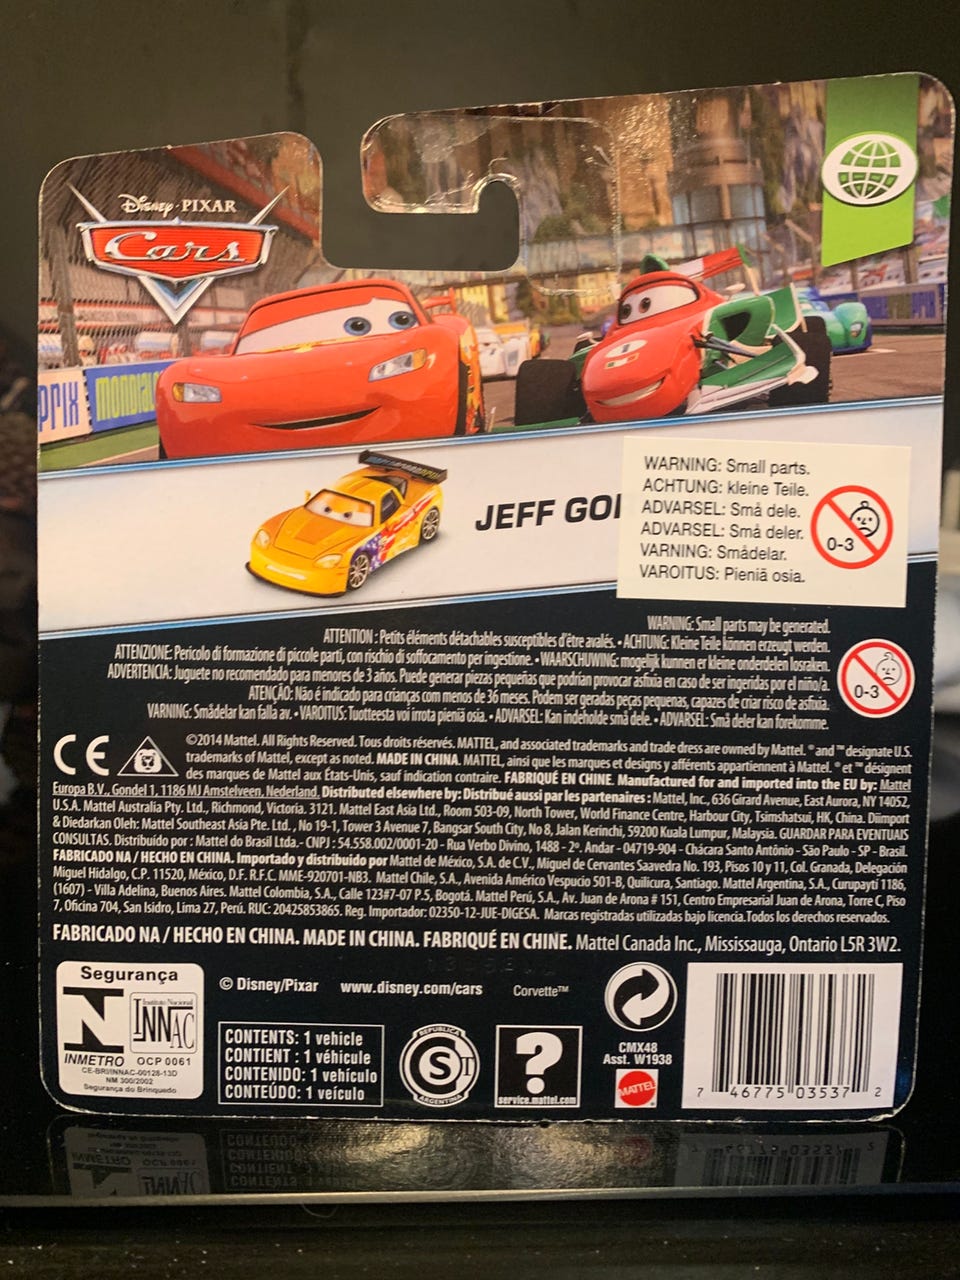 Disney · PIXAR
Cars
PRIX
MONDIAL
JEFF GO
WARNING: Small parts.
ACHTUNG: kleine Teile.
ADVARSEL: Små dele.
ADVARSEL: Små deler.
VARNING: Smådelar.
VAROITUS: Pieniä osia.
0-3
WARNING: Small parts may be generated.
ATTENTION : Petits éléments détachables susceptibles d'être avalés. • ACHTUNG: Kleine Teile können erzeugt werden.
ATTENZIONE: Pericolo di formazione di piccole parti, con rischio di soffocamento per ingestione. • WAARSCHUWING: mogelijk kunnen er kleine onderdelen losraken.
ADVERTENCIA: Juguete no recomendado para menores de 3 años. Puede generar piezas pequeñas que podrían provocar asfixia en caso de ser ingeridas por el niño/a.
ATENÇÃO: Não é indicado para crianças com menos de 36 meses. Podem ser geradas peças pequenas, capazes de criar risco de asfixia.
VARNING: Smådelar kan falla av. • VAROITUS: Tuotteesta voi irrota pieniä osia. • ADVARSEL: Kan indeholde små dele. • ADVARSEL: Små deler kan forekomme.
0-3
CE
©2014 Mattel. All Rights Reserved. Tous droits réservés. MATTEL, and associated trademarks and trade dress are owned by Mattel. ® and ™ designate U.S.
trademarks of Mattel, except as noted. MADE IN CHINA. MATTEL, ainsi que les marques et designs y afférents appartiennent à Mattel. ® et ™ désignent
des marques de Mattel aux États-Unis, sauf indication contraire. FABRIQUÉ EN CHINE. Manufactured for and imported into the EU by: Mattel
Europa B.V., Gondel 1, 1186 MJ Amstelveen, Nederland. Distributed elsewhere by: Distribué aussi par les partenaires : Mattel, Inc., 636 Girard Avenue, East Aurora, NY 14052,
U.S.A. Mattel Australia Pty. Ltd., Richmond, Victoria. 3121. Mattel East Asia Ltd., Room 503-09, North Tower, World Finance Centre, Harbour City, Tsimshatsui, HK, China. Diimport
& Diedarkan Oleh: Mattel Southeast Asia Pte. Ltd., No 19-1, Tower 3 Avenue 7, Bangsar South City, No 8, Jalan Kerinchi, 59200 Kuala Lumpur, Malaysia. GUARDAR PARA EVENTUAIS
CONSULTAS. Distribuído por : Mattel do Brasil Ltda.- CNPJ : 54.558.002/0001-20 - Rua Verbo Divino, 1488 - 2º. Andar - 04719-904 - Chácara Santo Antônio - São Paulo - SP - Brasil.
FABRICADO NA / HECHO EN CHINA. Importado y distribuido por Mattel de México, S.A. de C.V., Miguel de Cervantes Saavedra No. 193, Pisos 10 y 11, Col. Granada, Delegación
Miguel Hidalgo, C.P. 11520, México, D.F. R.F.C. MME-920701-NB3. Mattel Chile, S.A., Avenida Américo Vespucio 501-B, Quilicura, Santiago. Mattel Argentina, S.A., Curupaytí 1186,
(1607) - Villa Adelina, Buenos Aires. Mattel Colombia, S.A., Calle 123#7-07 P.5, Bogotá. Mattel Perú, S.A., Av. Juan de Arona # 151, Centro Empresarial Juan de Arona, Torre C, Piso
7, Oficina 704, San Isidro, Lima 27, Perú. RUC: 20425853865. Reg. Importador: 02350-12-JUE-DIGESA. Marcas registradas utilizadas bajo licencia.Todos los derechos reservados.
FABRICADO NA / HECHO EN CHINA. MADE IN CHINA. FABRIQUÉ EN CHINE. Mattel Canada Inc., Mississauga, Ontario L5R 3W2.
Segurança
Instituto Nacional
INNAC
INMETRO OCP 0061
CE-BRI/INNAC-00128-13D
NM 300/2002
Segurança do Brinquedo
© Disney/Pixar www.disney.com/cars Corvette™
CONTENTS: 1 vehicle
CONTIENT : 1 véhicule
CONTENIDO: 1 vehículo
CONTEÚDO: 1 veículo
REPUBLICA
S T
ARGENTINA
?
service.mattel.com
CMX48
Asst. W1938
MATTEL
7 46775 03537 2